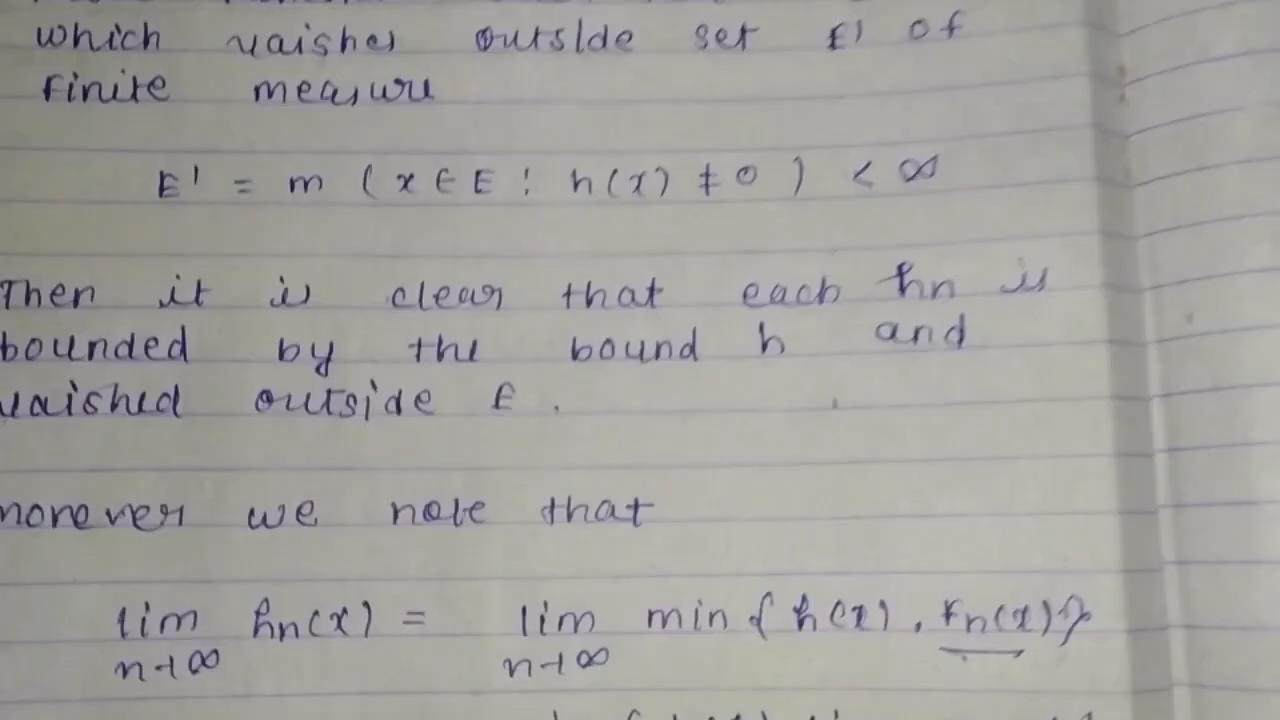 which vaishes outside set E' of
finite measure
E' = m (x ∈ E : h(x) ≠ 0) < ∞
Then it is clear that each hn is
bounded by the bound h and
vaished outside E.
morever we note that
lim hn(x) = lim min { h(x), fn(x)}
n→∞ n→∞